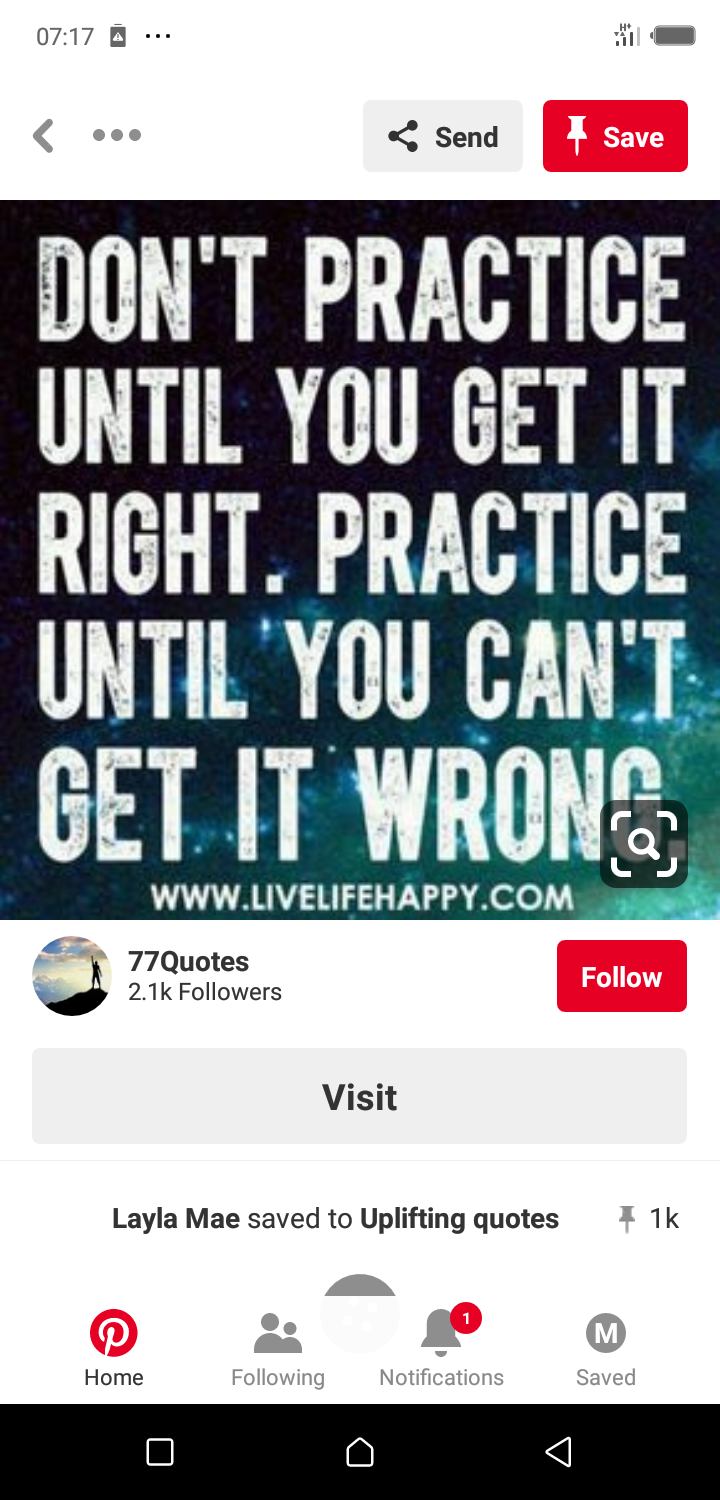 07:17
H+
Send
Save
DON'T PRACTICE
UNTIL YOU GET IT
RIGHT. PRACTICE
UNTIL YOU CAN'T
GET IT WRONG.
WWW.LIVELIFEHAPPY.COM
77Quotes
2.1k Followers
Follow
Visit
Layla Mae saved to Uplifting quotes
1k
1
M
Home
Following
Notifications
Saved